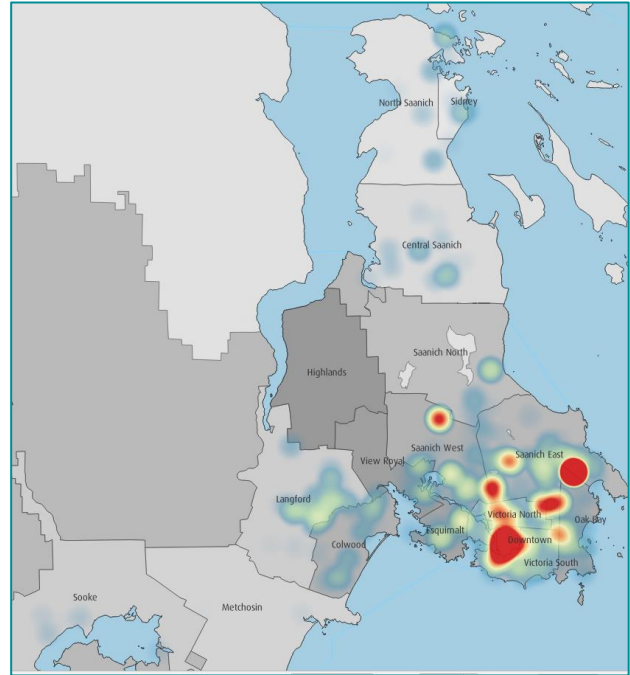 North Saanich
Sidney
Central Saanich
Saanich North
Highlands
Saanich West
Saanich East
View Royal
Langford
Victoria North
Oak Bay
Esquimalt
Downtown
Colwood
Victoria South
Sooke
Metchosin